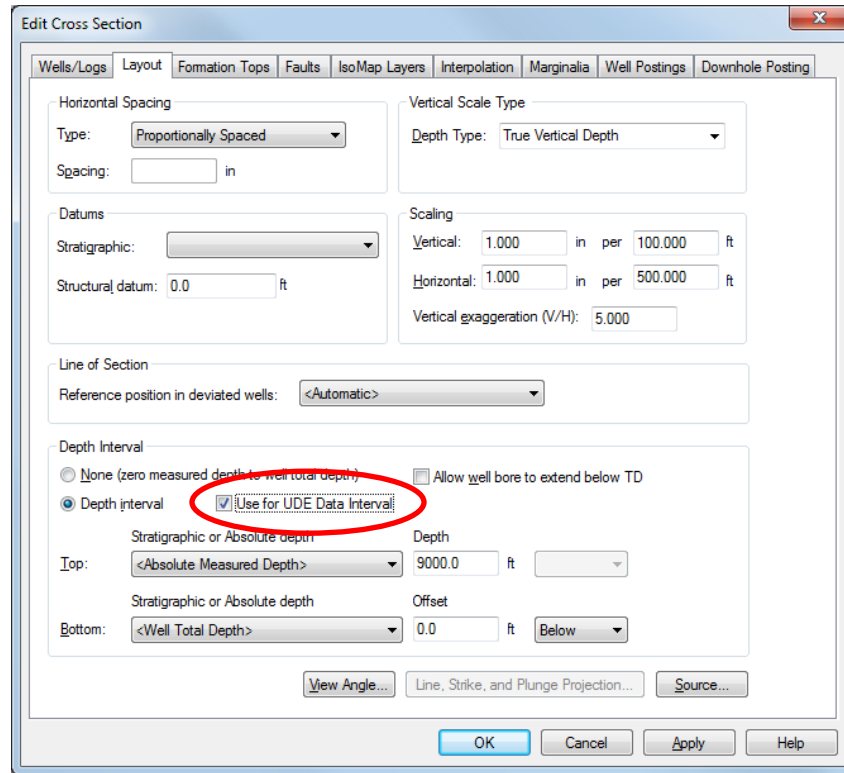 Edit Cross Section
X
Wells/Logs Layout Formation Tops Faults IsoMap Layers Interpolation Marginalia Well Postings Downhole Posting
Horizontal Spacing
Type: Proportionally Spaced
Spacing: in
Vertical Scale Type
Depth Type: True Vertical Depth
Datums
Stratigraphic:
Structural datum: 0.0 ft
Scaling
Vertical: 1.000 in per 100.000 ft
Horizontal: 1.000 in per 500.000 ft
Vertical exaggeration (V/H): 5.000
Line of Section
Reference position in deviated wells: <Automatic>
Depth Interval
None (zero measured depth to well total depth) Allow well bore to extend below TD
Depth interval Use for UDE Data Interval
Stratigraphic or Absolute depth Depth
Top: <Absolute Measured Depth> 9000.0 ft
Stratigraphic or Absolute depth Offset
Bottom: <Well Total Depth> 0.0 ft Below
View Angle... Line, Strike, and Plunge Projection... Source...
OK Cancel Apply Help